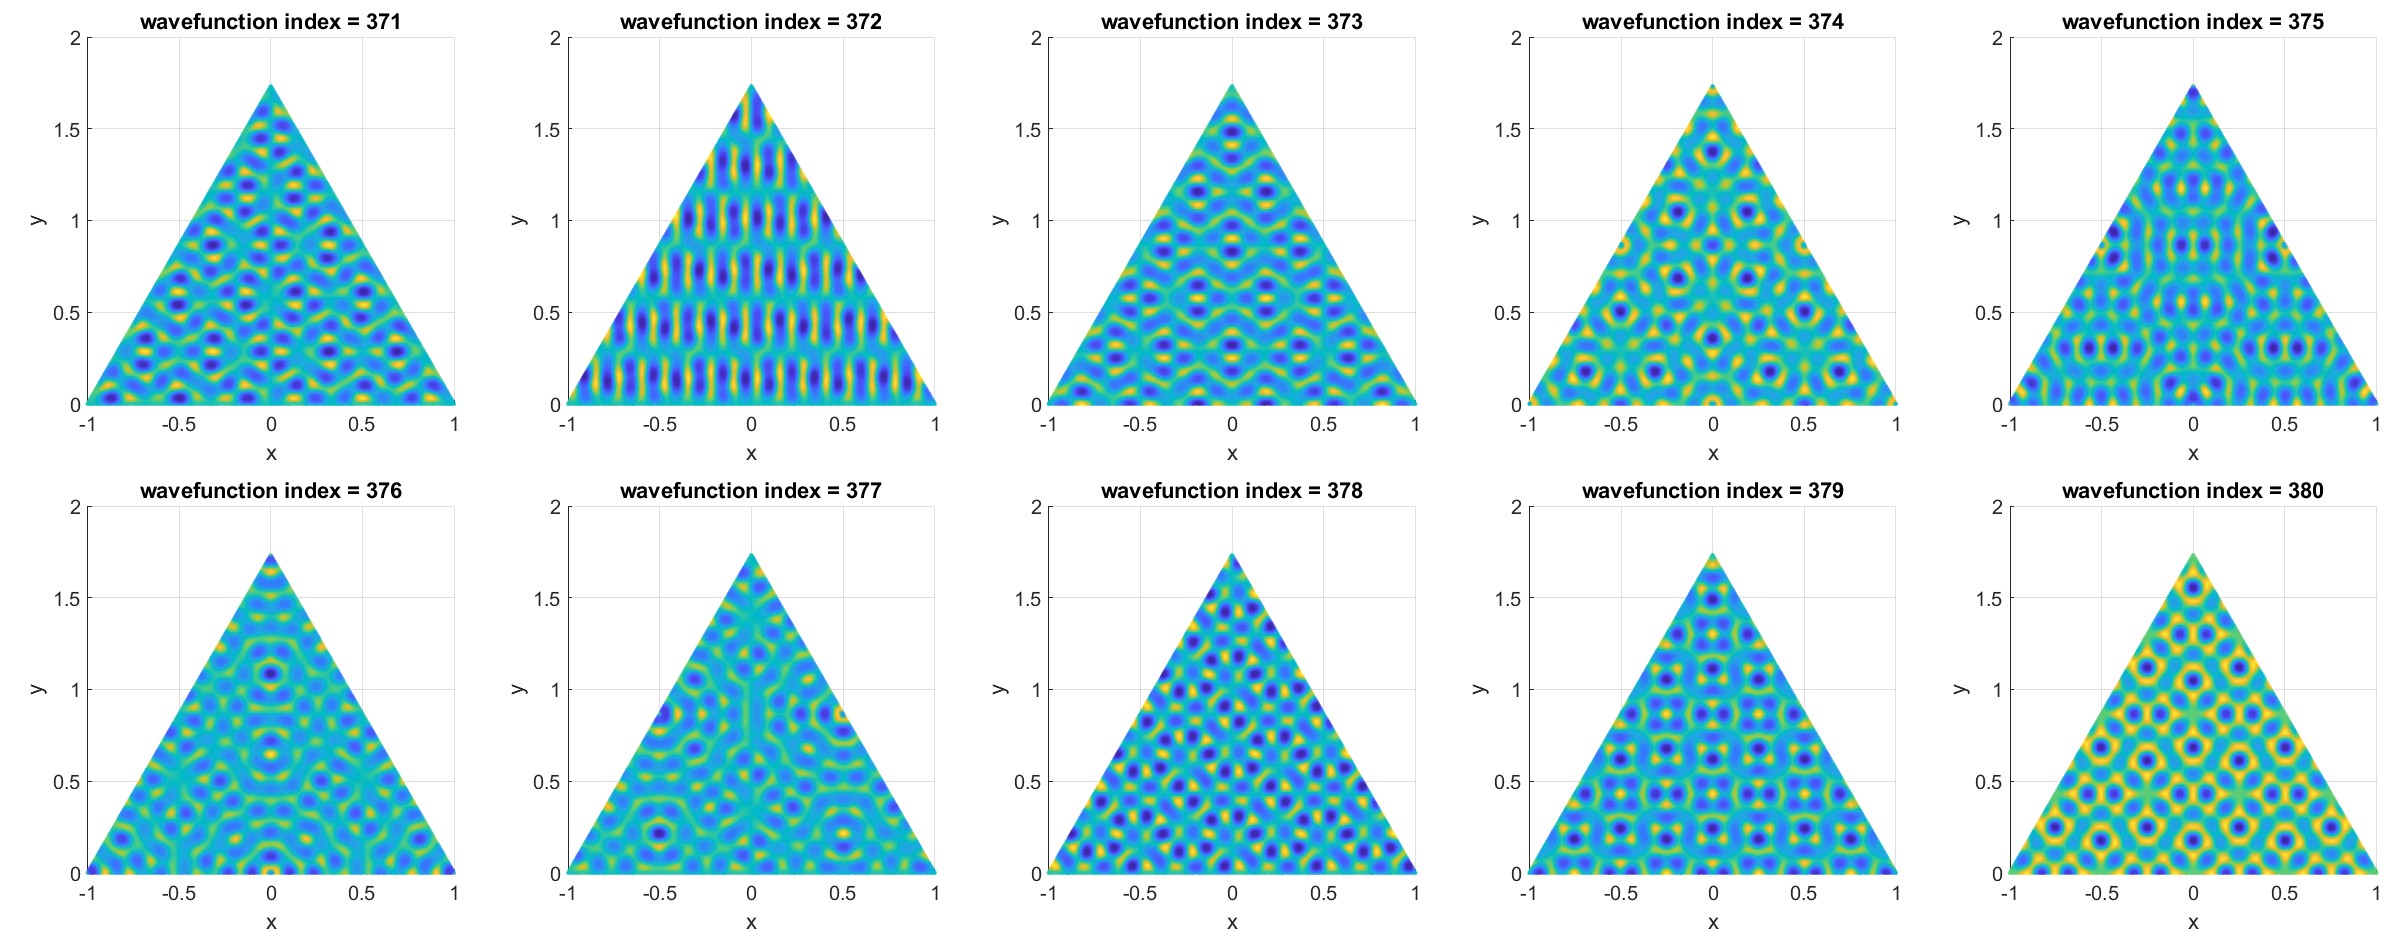 wavefunction index = 371
wavefunction index = 372
wavefunction index = 373
wavefunction index = 374
wavefunction index = 375
2
1.5
1
0.5
0
y
-1 -0.5 0 0.5 1
x
2
1.5
1
0.5
0
y
-1 -0.5 0 0.5 1
x
2
1.5
1
0.5
0
y
-1 -0.5 0 0.5 1
x
2
1.5
1
0.5
0
y
-1 -0.5 0 0.5 1
x
2
1.5
1
0.5
0
y
-1 -0.5 0 0.5 1
x
wavefunction index = 376
wavefunction index = 377
wavefunction index = 378
wavefunction index = 379
wavefunction index = 380
2
1.5
1
0.5
0
y
-1 -0.5 0 0.5 1
x
2
1.5
1
0.5
0
y
-1 -0.5 0 0.5 1
x
2
1.5
1
0.5
0
y
-1 -0.5 0 0.5 1
x
2
1.5
1
0.5
0
y
-1 -0.5 0 0.5 1
x
2
1.5
1
0.5
0
y
-1 -0.5 0 0.5 1
x